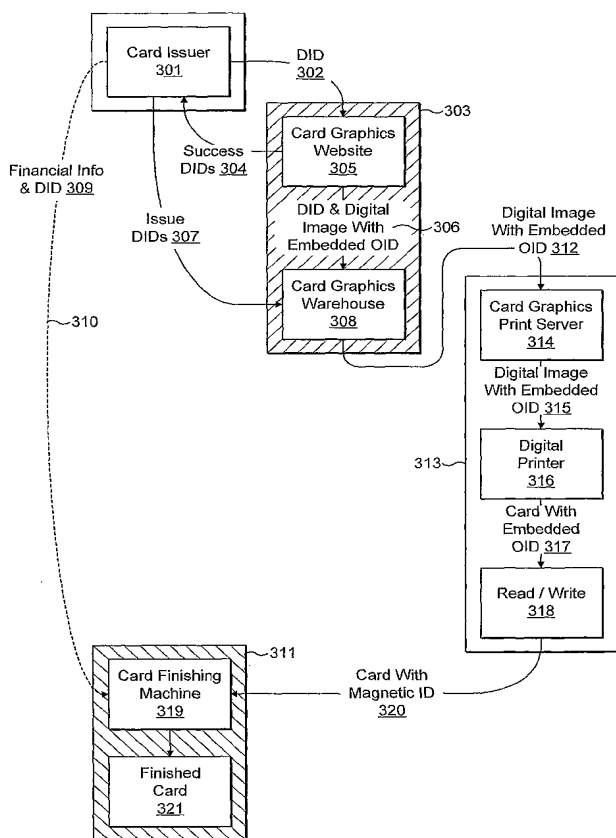 Card Issuer
301
DID
302
303
Card Graphics
Website
305
Success
DIDs 304
Financial Info
& DID 309
Issue
DIDs 307
DID & Digital
Image With
Embedded OID
306
Digital Image
With Embedded
OID 312
Card Graphics
Warehouse
308
Card Graphics
Print Server
314
310
Digital Image
With Embedded
OID 315
313
Digital
Printer
316
Card With
Embedded
OID 317
Read / Write
318
311
Card Finishing
Machine
319
Card With
Magnetic ID
320
Finished
Card
321